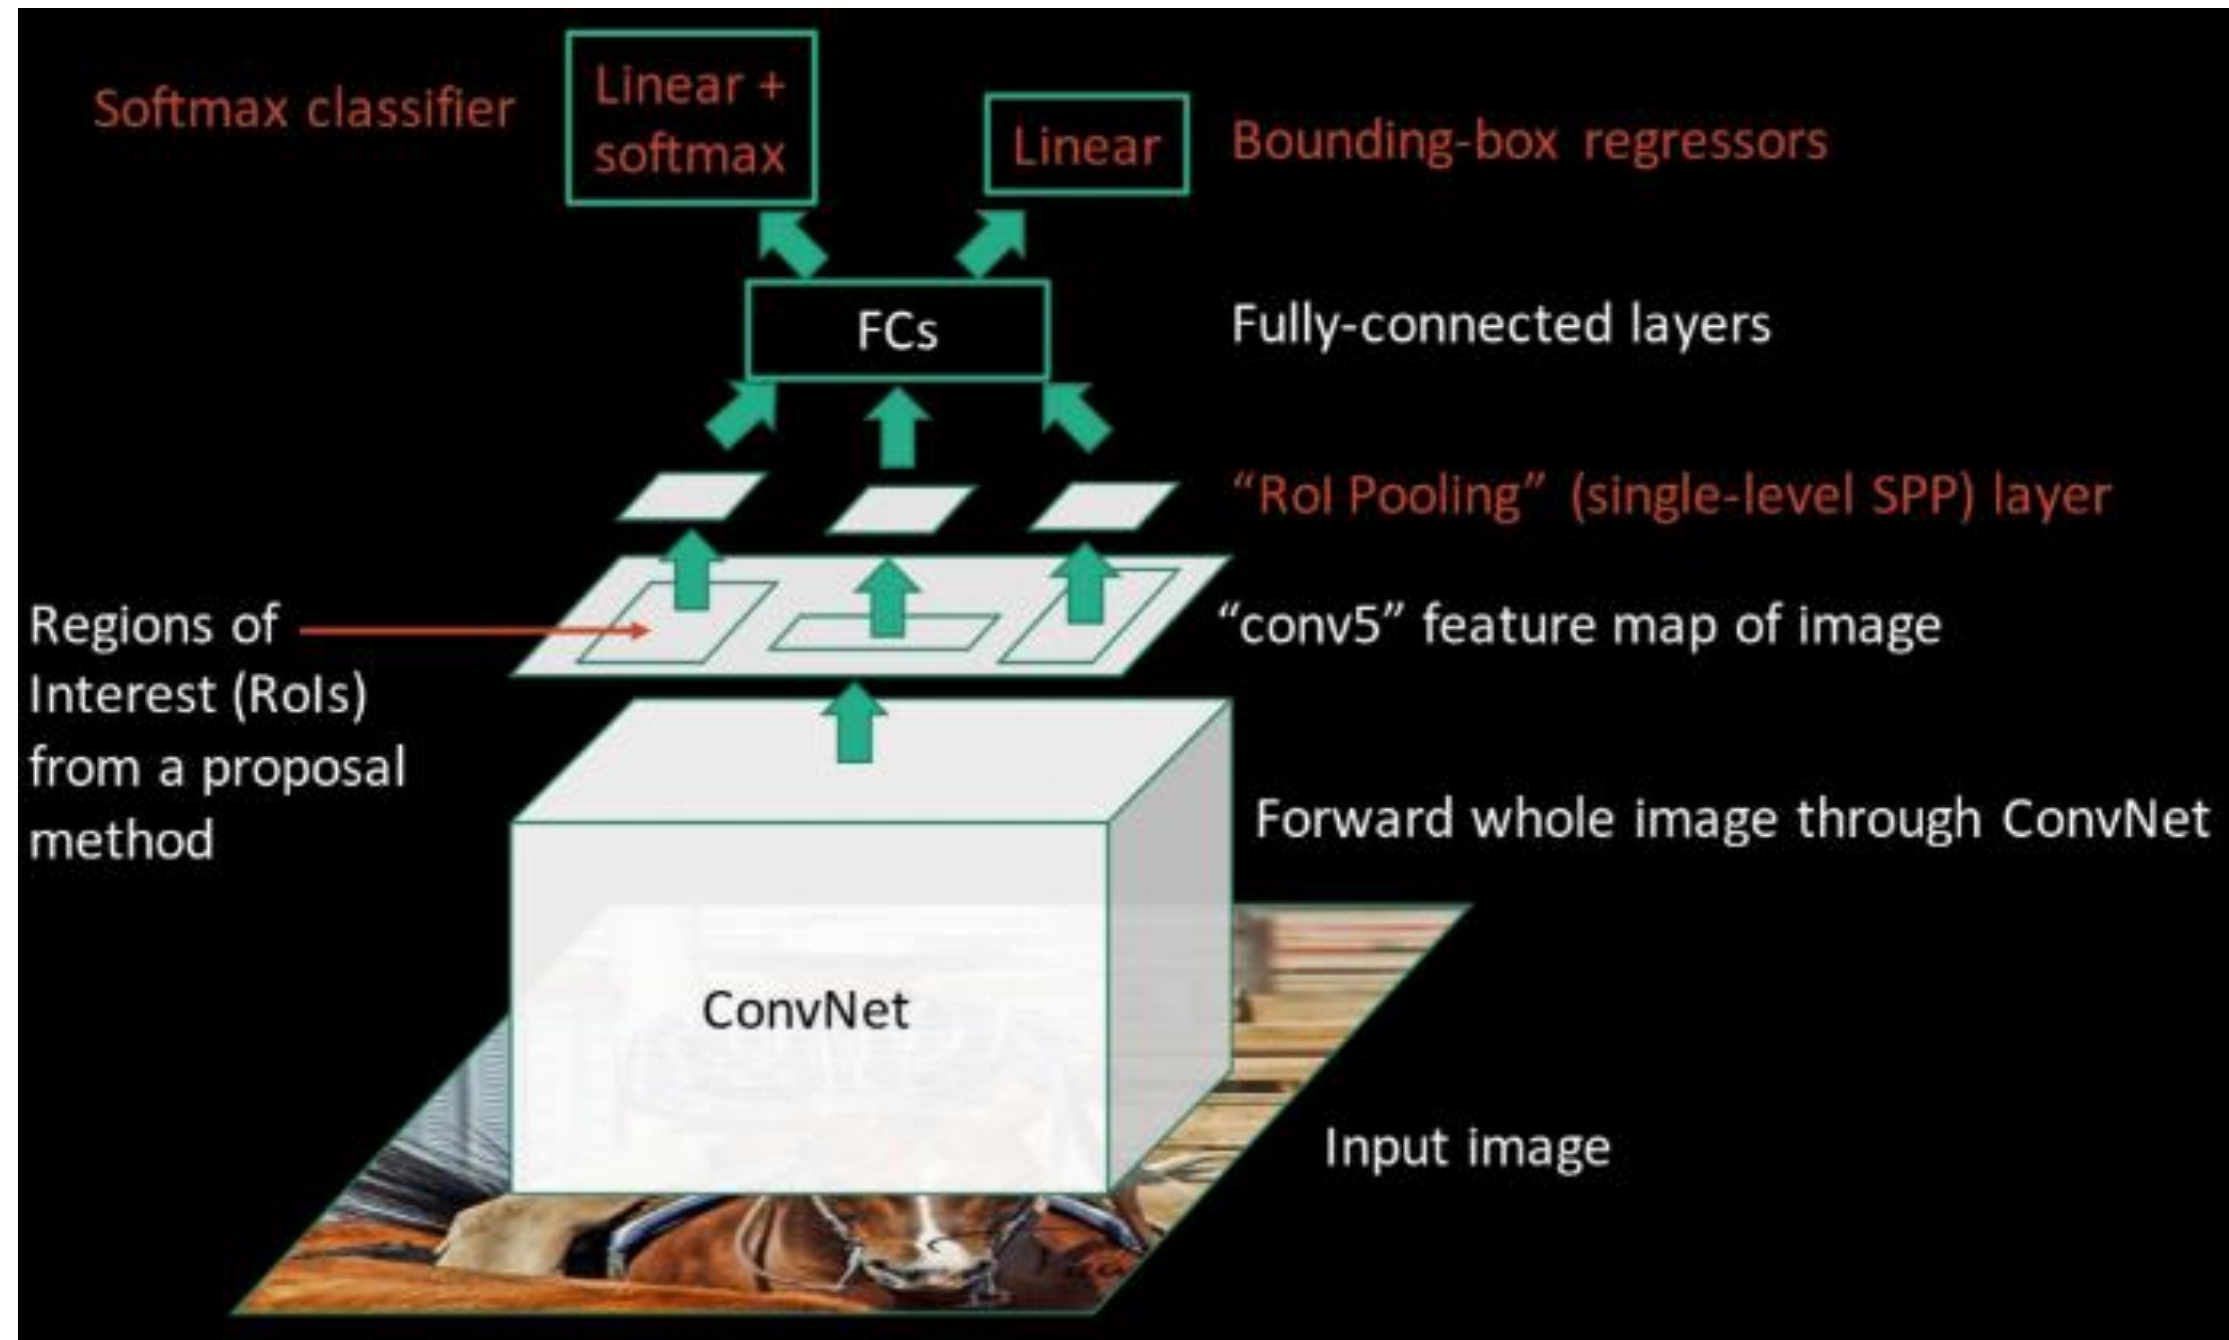 Softmax classifier
Linear +
softmax
Linear
Bounding-box regressors
FCs
Fully-connected layers
“RoI Pooling” (single-level SPP) layer
Regions of
Interest (RoIs)
from a proposal
method
“conv5” feature map of image
Forward whole image through ConvNet
ConvNet
Input image